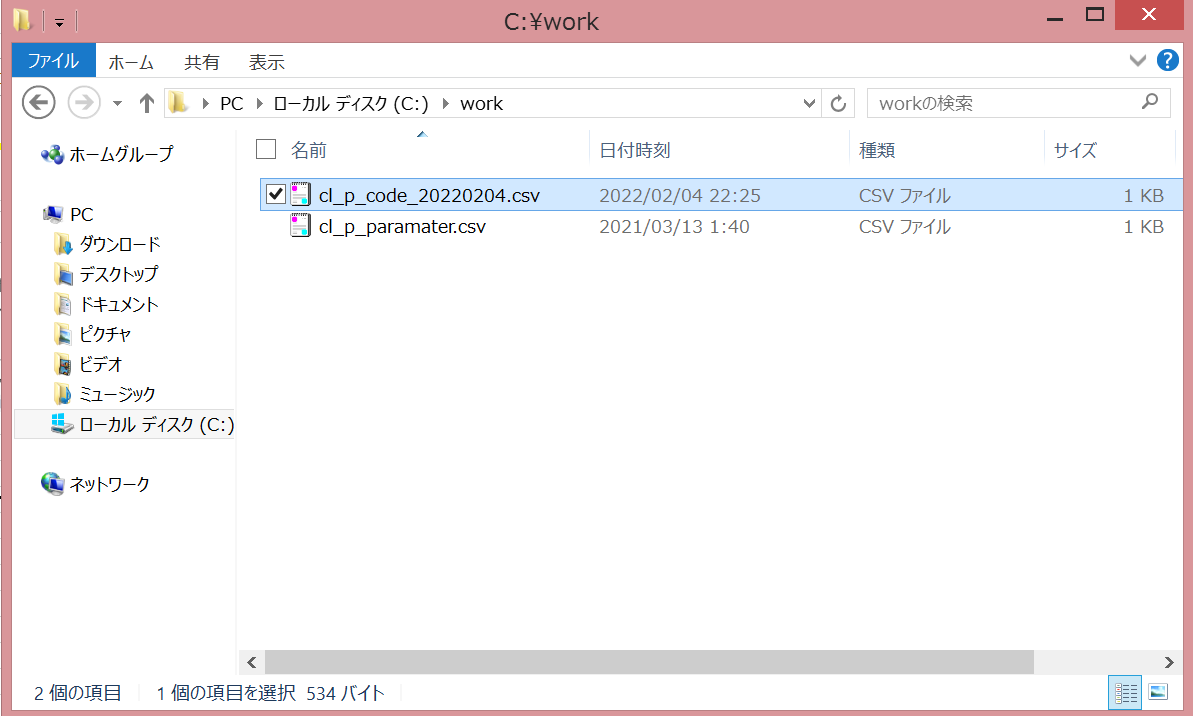 C:¥work
ファイル ホーム 共有 表示
PC ローカル ディスク (C:) work workの検索
ホームグループ
PC
ダウンロード
デスクトップ
ドキュメント
ピクチャ
ビデオ
ミュージック
ローカル ディスク (C:)
ネットワーク
名前 日付時刻 種類 サイズ
cl_p_code_20220204.csv 2022/02/04 22:25 CSV ファイル 1 KB
cl_p_paramater.csv 2021/03/13 1:40 CSV ファイル 1 KB
2 個の項目 1 個の項目を選択 534 バイト